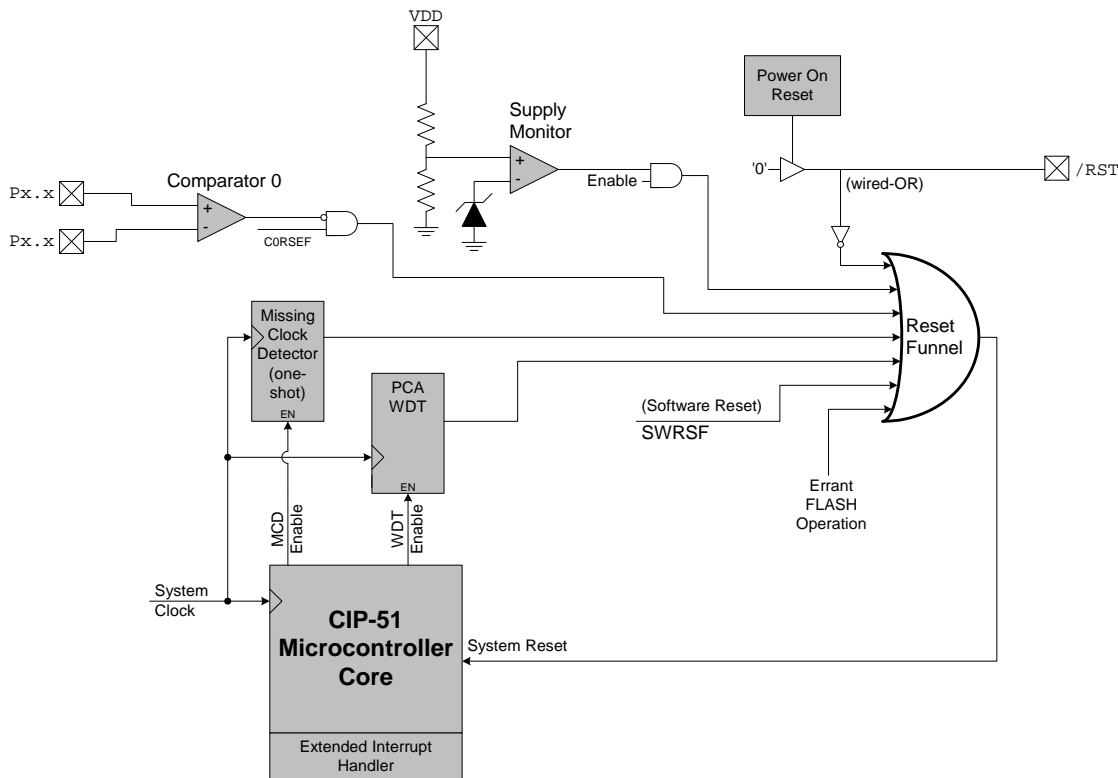 VDD
Power On
Reset
Supply
Monitor
+
-
Enable
'0'
/RST
(wired-OR)
Px.x
Px.x
Comparator 0
+
-
C0RSEF
Missing
Clock
Detector
(one-
shot)
EN
PCA
WDT
EN
(Software Reset)
SWRSF
Errant
FLASH
Operation
Reset
Funnel
MCD
Enable
WDT
Enable
System
Clock
CIP-51
Microcontroller
Core
System Reset
Extended Interrupt
Handler